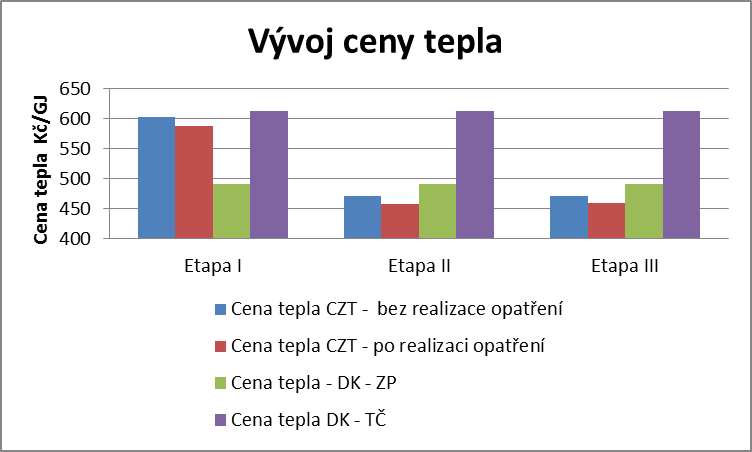 Vývoj ceny tepla
Cena tepla Kč/GJ
650
600
550
500
450
400
Etapa I Etapa II Etapa III
Cena tepla CZT - bez realizace opatření
Cena tepla CZT - po realizaci opatření
Cena tepla - DK - ZP
Cena tepla DK - TČ